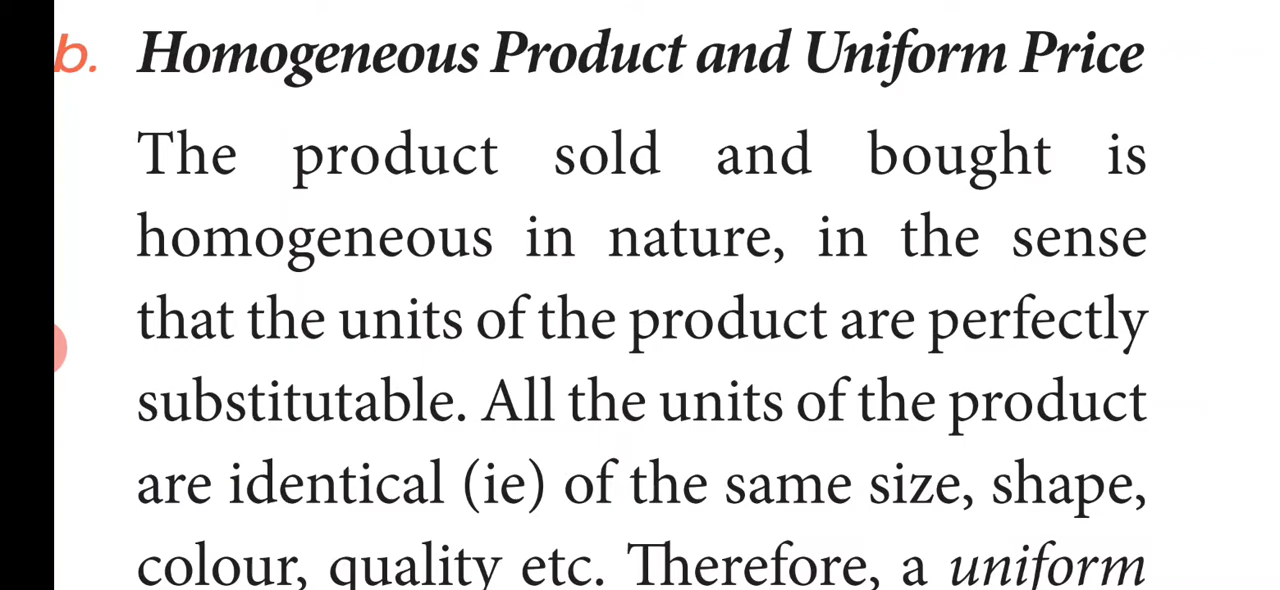 b. Homogeneous Product and Uniform Price
The product sold and bought is
homogeneous in nature, in the sense
that the units of the product are perfectly
substitutable. All the units of the product
are identical (ie) of the same size, shape,
colour, quality etc. Therefore, a uniform